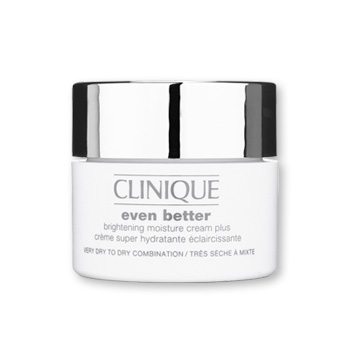 CLINIQUE
even better
brightening moisture cream plus
crème super hydratante éclaircissante
VERY DRY TO DRY COMBINATION / TRÈS SÈCHE À MIXTE